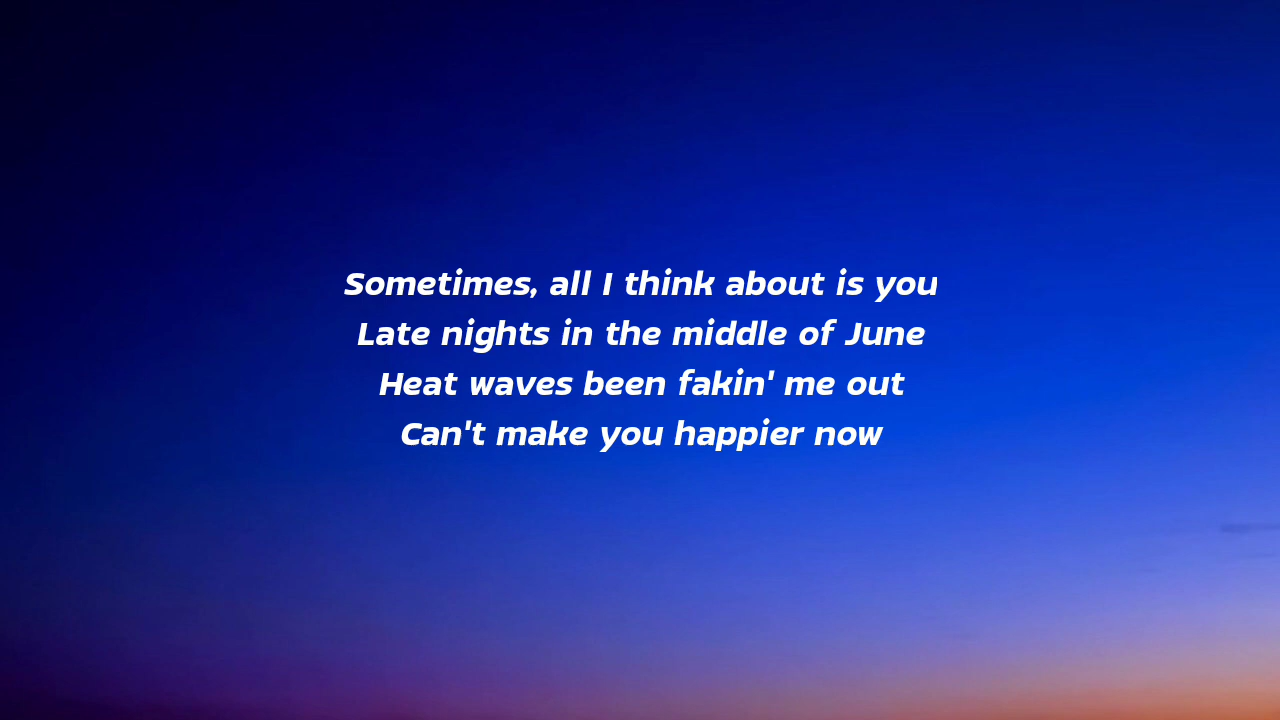 Sometimes, all I think about is you
Late nights in the middle of June
Heat waves been fakin' me out
Can't make you happier now